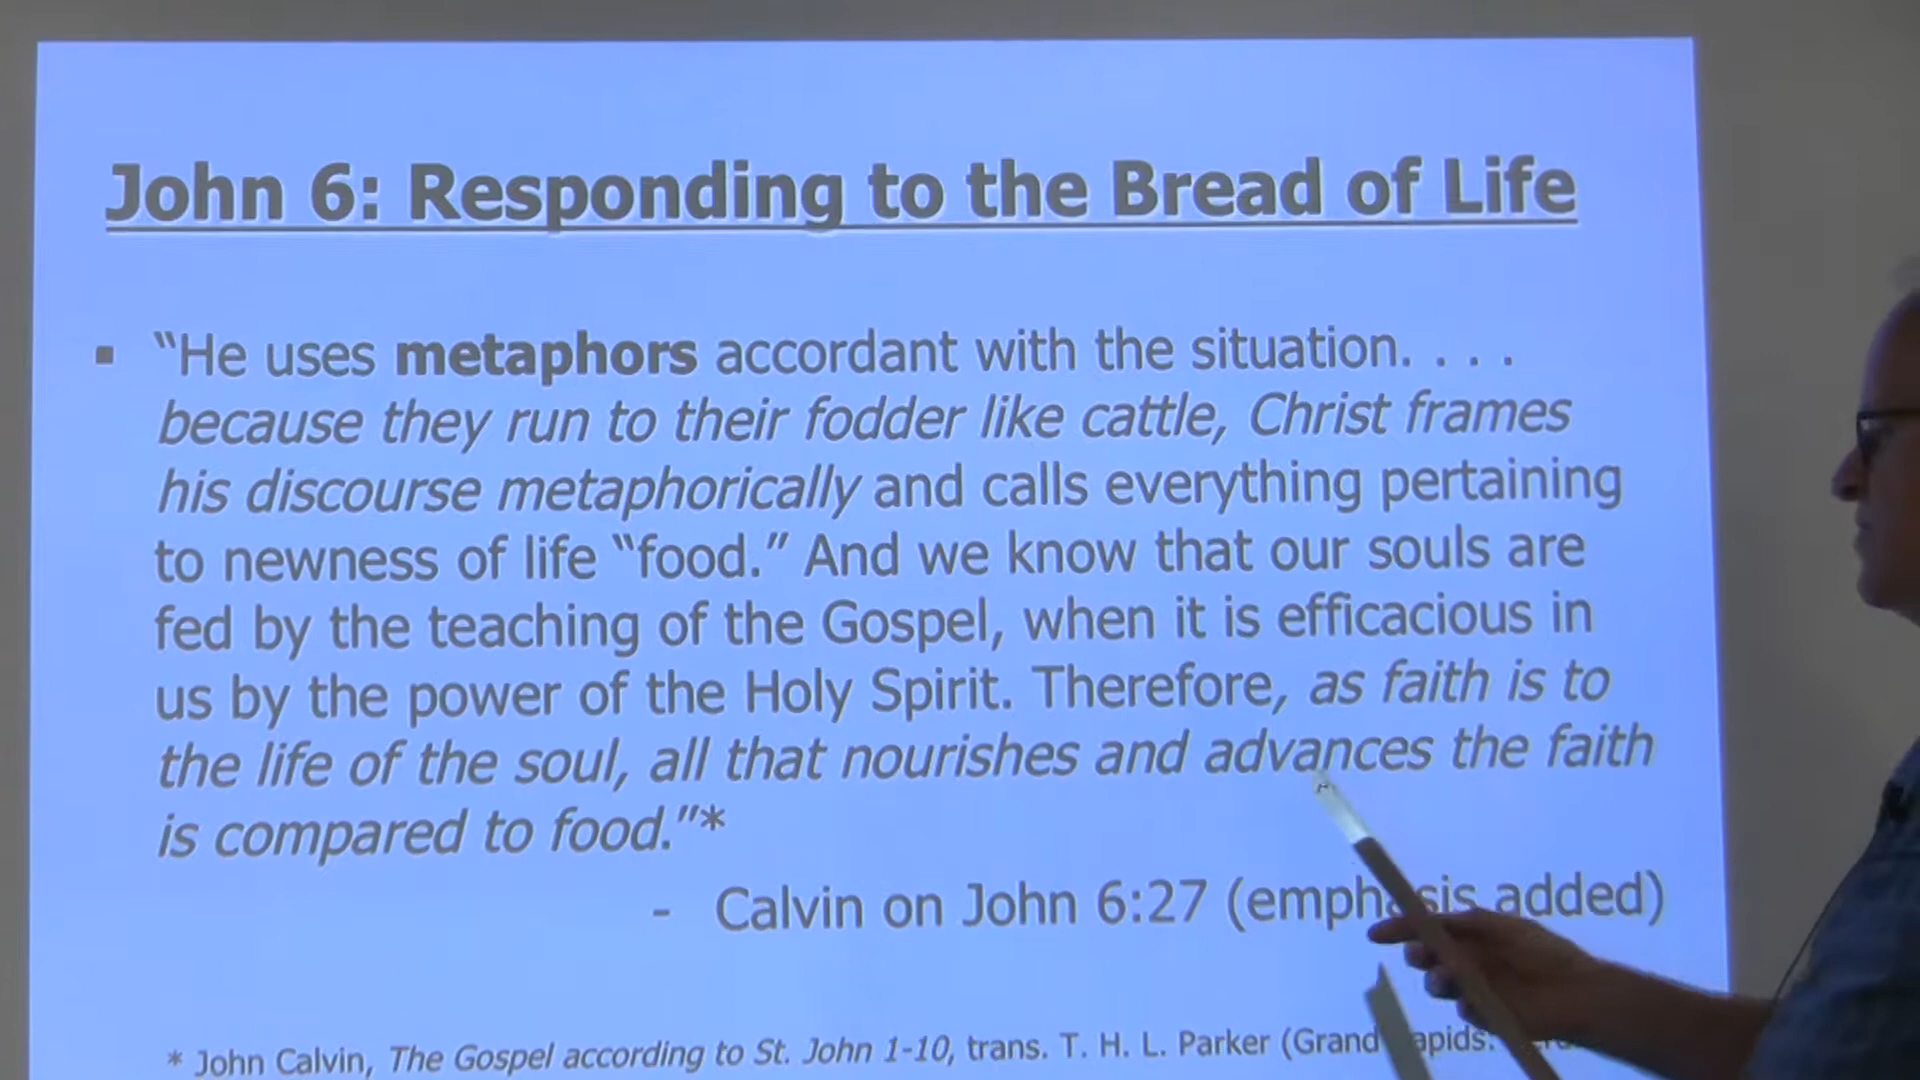 John 6: Responding to the Bread of Life
▪ “He uses metaphors accordant with the situation. . . .
because they run to their fodder like cattle, Christ frames
his discourse metaphorically and calls everything pertaining
to newness of life “food.” And we know that our souls are
fed by the teaching of the Gospel, when it is efficacious in
us by the power of the Holy Spirit. Therefore, as faith is to
the life of the soul, all that nourishes and advances the faith
is compared to food.”*
- Calvin on John 6:27 (emphasis added)
* John Calvin, The Gospel according to St. John 1-10, trans. T. H. L. Parker (Grand